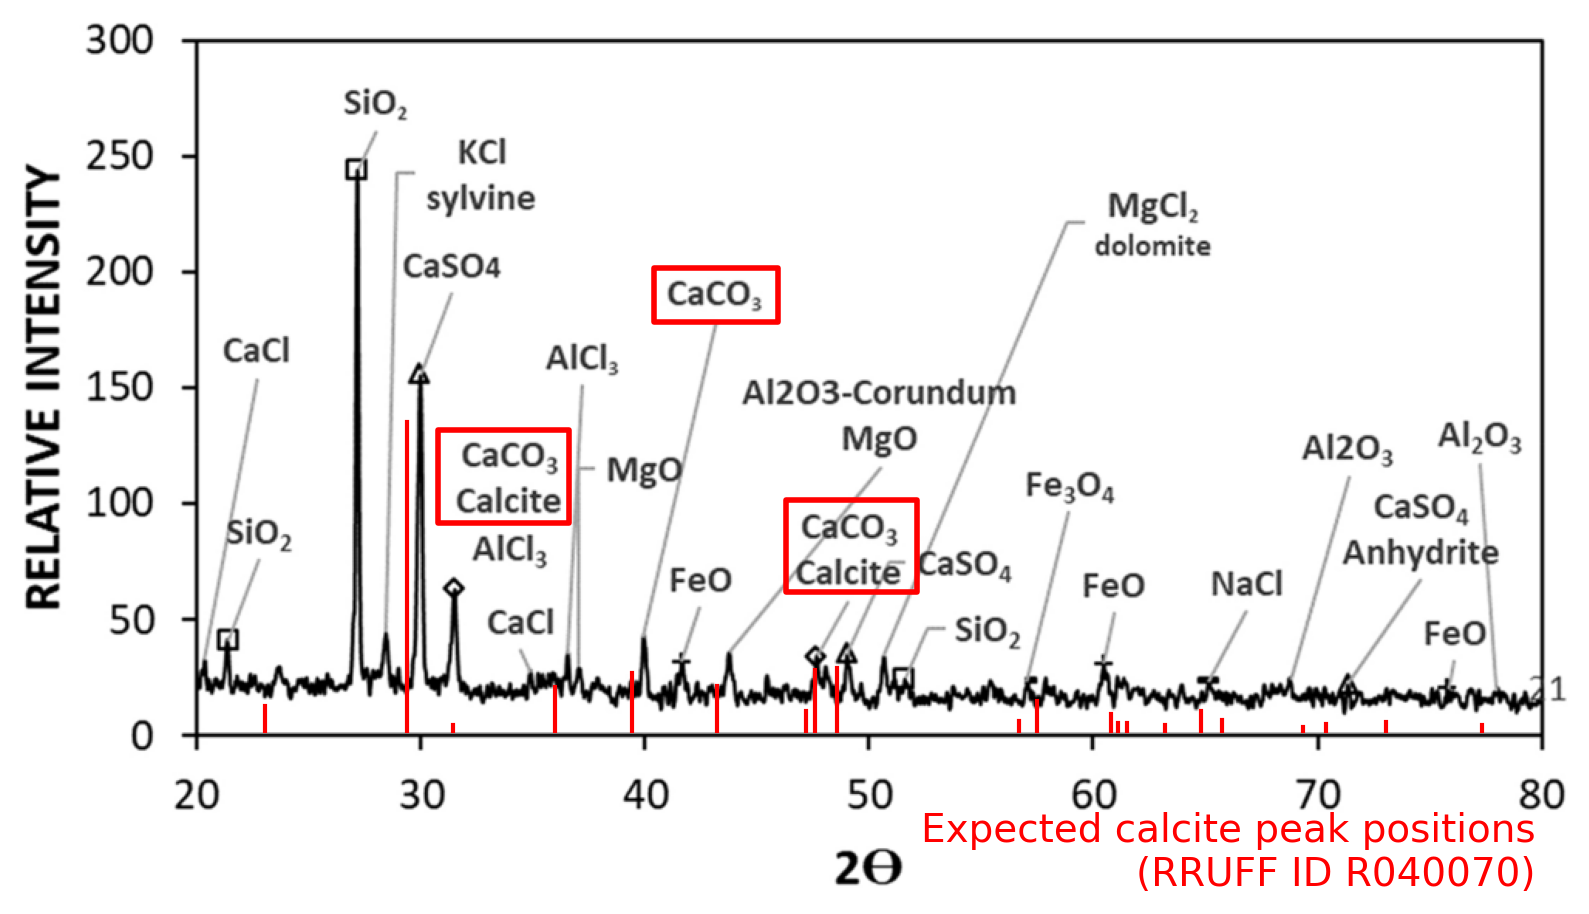 300
250
200
150
100
50
0
RELATIVE INTENSITY
SiO₂
KCl
sylvine
CaSO4
CaCl
SiO₂
CaCO₃
Calcite
AlCl₃
CaCl
AlCl₃
MgO
CaCO₃
FeO
Al2O3-Corundum
MgO
CaCO₃
Calcite
CaSO₄
SiO₂
MgCl₂
dolomite
Fe₃O₄
FeO
NaCl
Al2O₃
Al₂O₃
CaSO₄
Anhydrite
FeO
21
20
30
40
50
60
70
80
2Θ
Expected calcite peak positions
(RRUFF ID R040070)